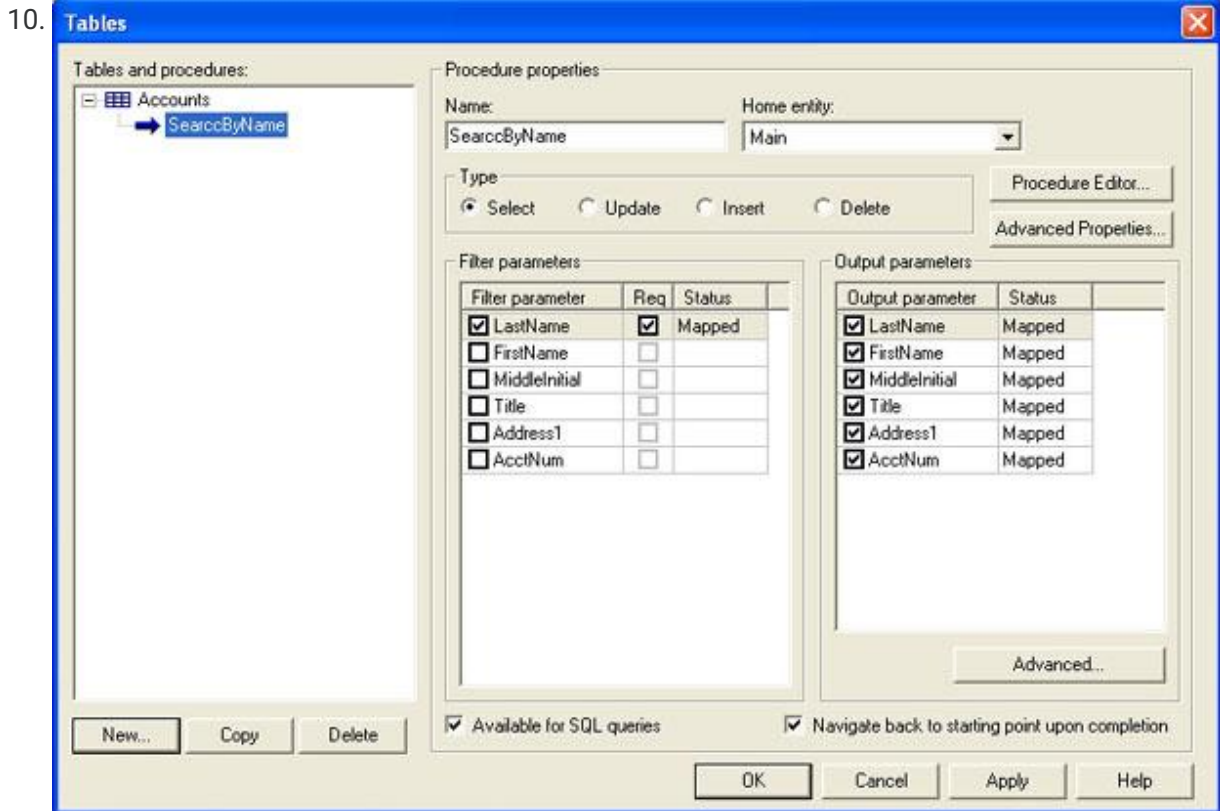 10.
Tables
Tables and procedures:
Accounts
SearccByName
New...
Copy
Delete
Procedure properties
Name:
Home entity:
SearccByName
Main
Type
Select
Update
Insert
Delete
Procedure Editor...
Advanced Properties...
Filter parameters
Filter parameter Req Status
LastName Mapped
FirstName
MiddleInitial
Title
Address1
AcctNum
Output parameters
Output parameter Status
LastName Mapped
FirstName Mapped
MiddleInitial Mapped
Title Mapped
Address1 Mapped
AcctNum Mapped
Advanced...
Available for SQL queries
Navigate back to starting point upon completion
OK
Cancel
Apply
Help